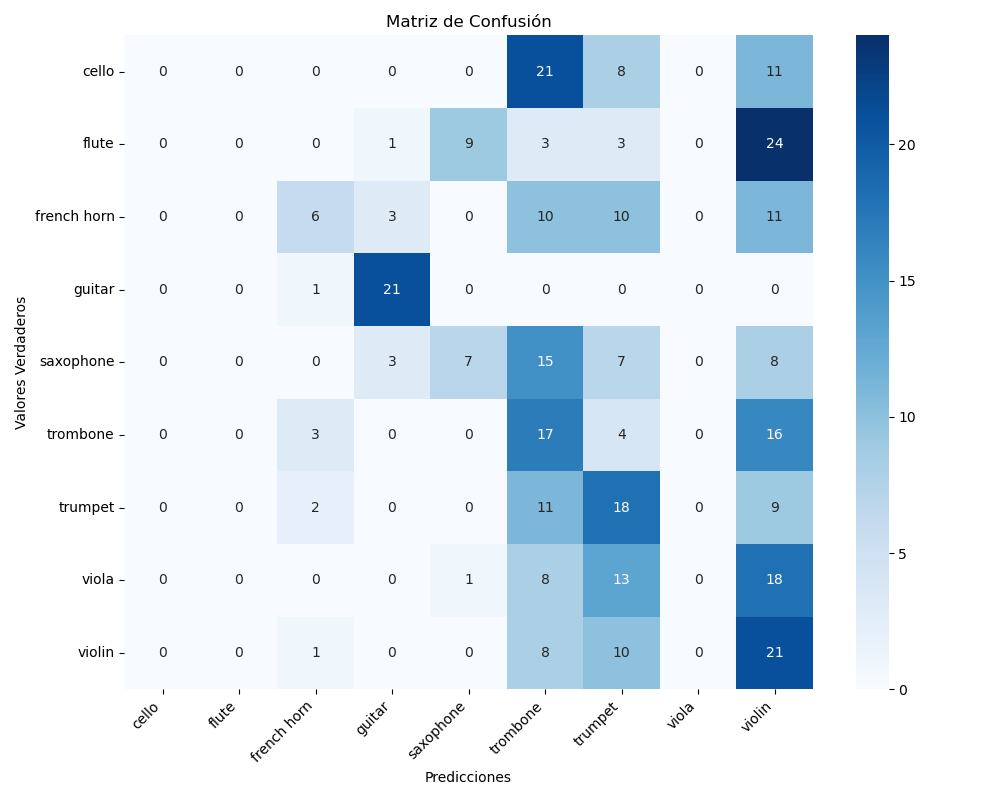 Matriz de Confusión
Valores Verdaderos
cello 0 0 0 0 0 21 8 0 11
flute 0 0 0 1 9 3 3 0 24
french horn 0 0 6 3 0 10 10 0 11
guitar 0 0 1 21 0 0 0 0 0
saxophone 0 0 0 3 7 15 7 0 8
trombone 0 0 3 0 0 17 4 0 16
trumpet 0 0 2 0 0 11 18 0 9
viola 0 0 0 0 1 8 13 0 18
violin 0 0 1 0 0 8 10 0 21
cello flute french horn guitar saxophone trombone trumpet viola violin
Predicciones
20
15
10
5
0